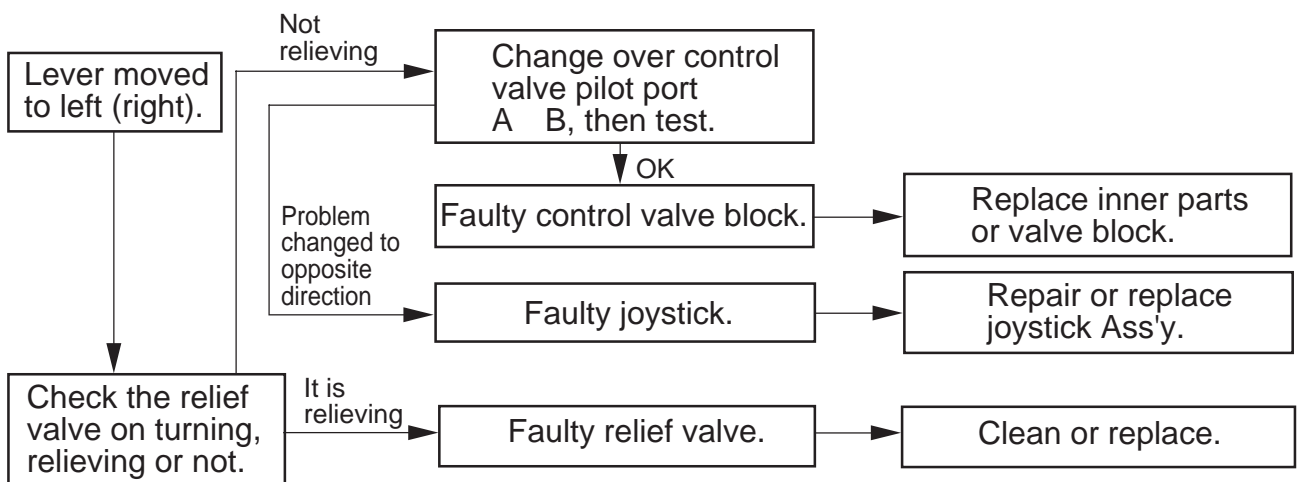 Lever moved
to left (right).
Not
relieving
Change over control
valve pilot port
A B, then test.
OK
Faulty control valve block.
Replace inner parts
or valve block.
Problem
changed to
opposite
direction
Faulty joystick.
Repair or replace
joystick Ass'y.
Check the relief
valve on turning,
relieving or not.
It is
relieving
Faulty relief valve.
Clean or replace.